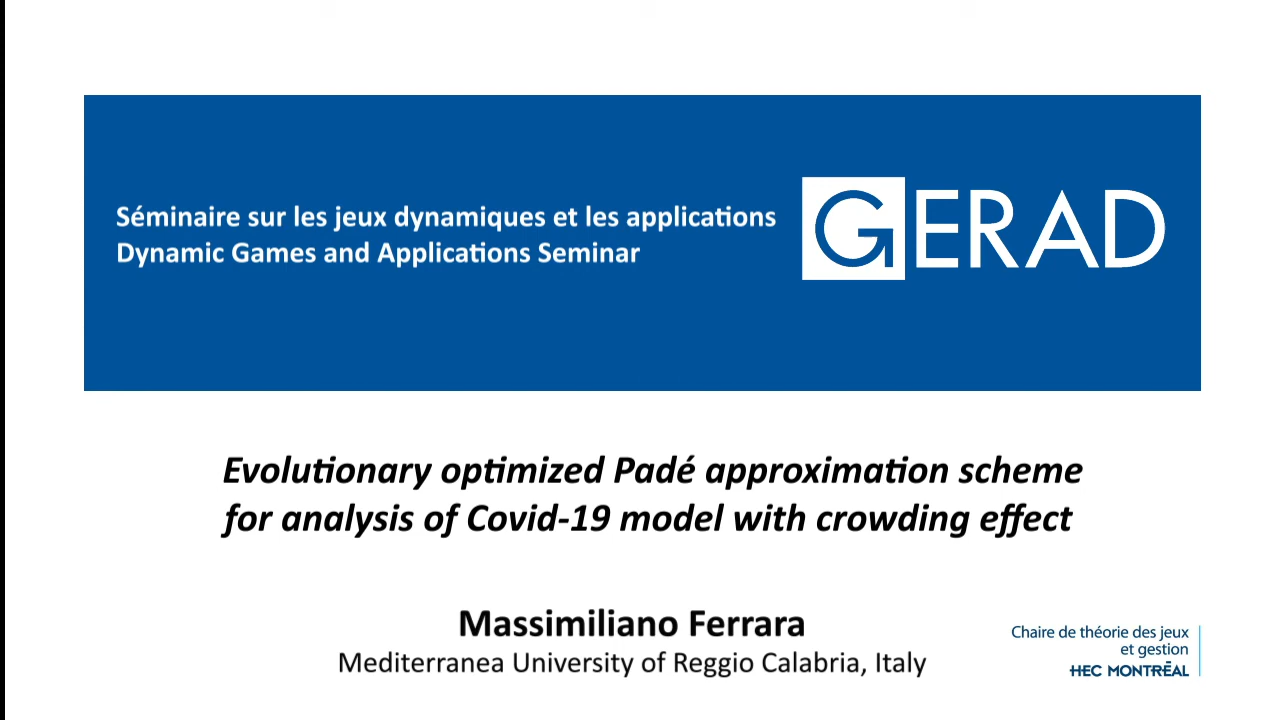 Séminaire sur les jeux dynamiques et les applications
Dynamic Games and Applications Seminar
GERAD
Evolutionary optimized Padé approximation scheme
for analysis of Covid-19 model with crowding effect
Massimiliano Ferrara
Mediterranea University of Reggio Calabria, Italy
Chaire de théorie des jeux
et gestion
HEC MONTRÉAL